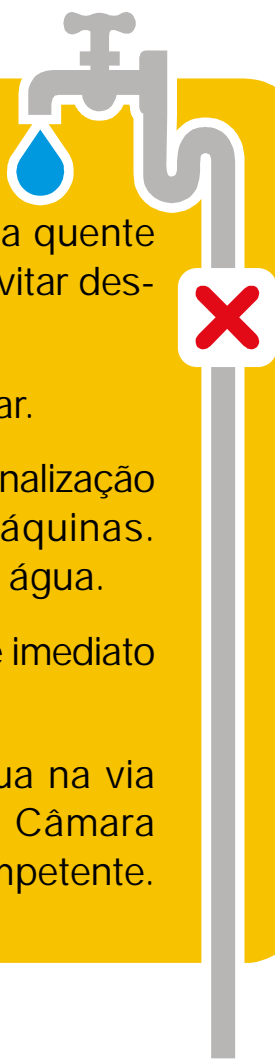 a quente
vitar des-
ar.
nalização
áquinas.
água.
e imediato
ua na via
Câmara
mpetente.